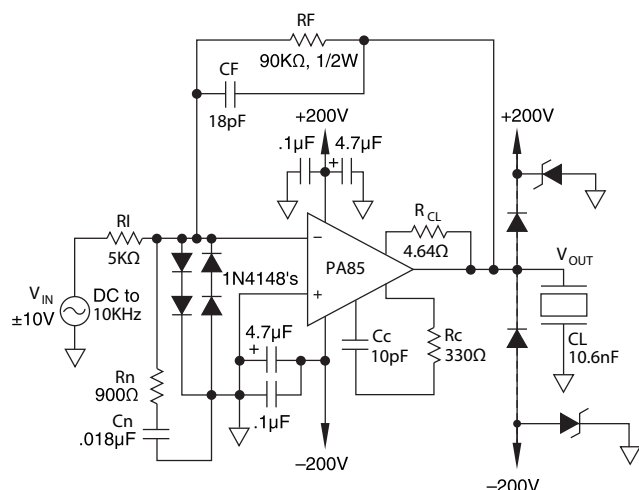 RF
90KΩ, 1/2W
CF
18pF
+200V
+200V
.1µF
4.7µF
+
RI
5KΩ
R CL
4.64Ω
VIN
±10V
DC to
10KHz
1N4148's
−
PA85
+
VOUT
4.7µF
+
Cc
10pF
Rc
330Ω
CL
10.6nF
Rn
900Ω
Cn
.018µF
.1µF
−200V
−200V